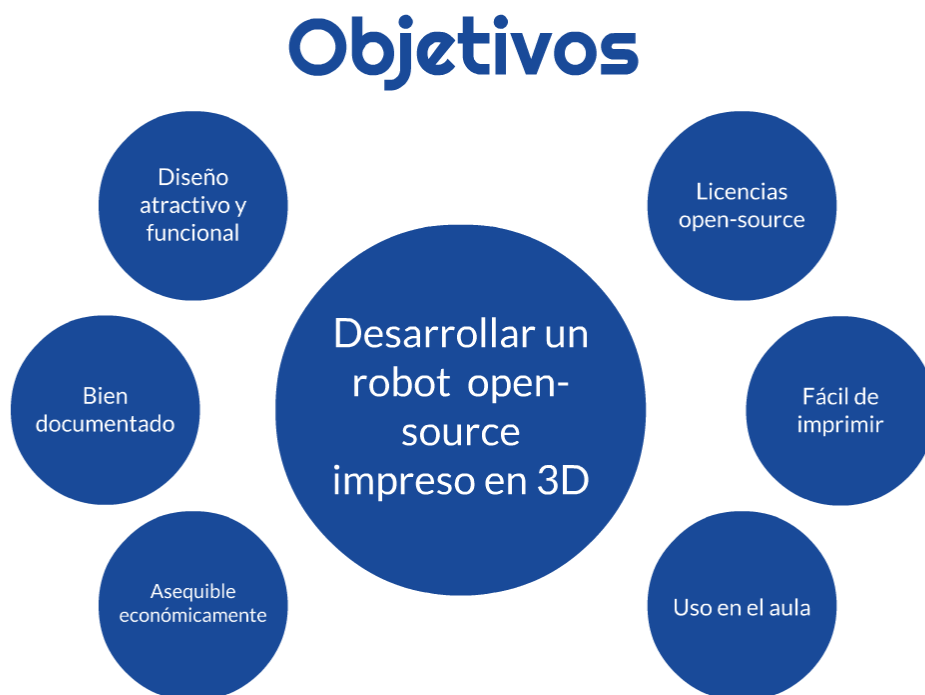 Objetivos
Diseño
atractivo y
funcional
Licencias
open-source
Desarrollar un
robot open-
source
impreso en 3D
Bien
documentado
Fácil de
imprimir
Asequible
económicamente
Uso en el aula